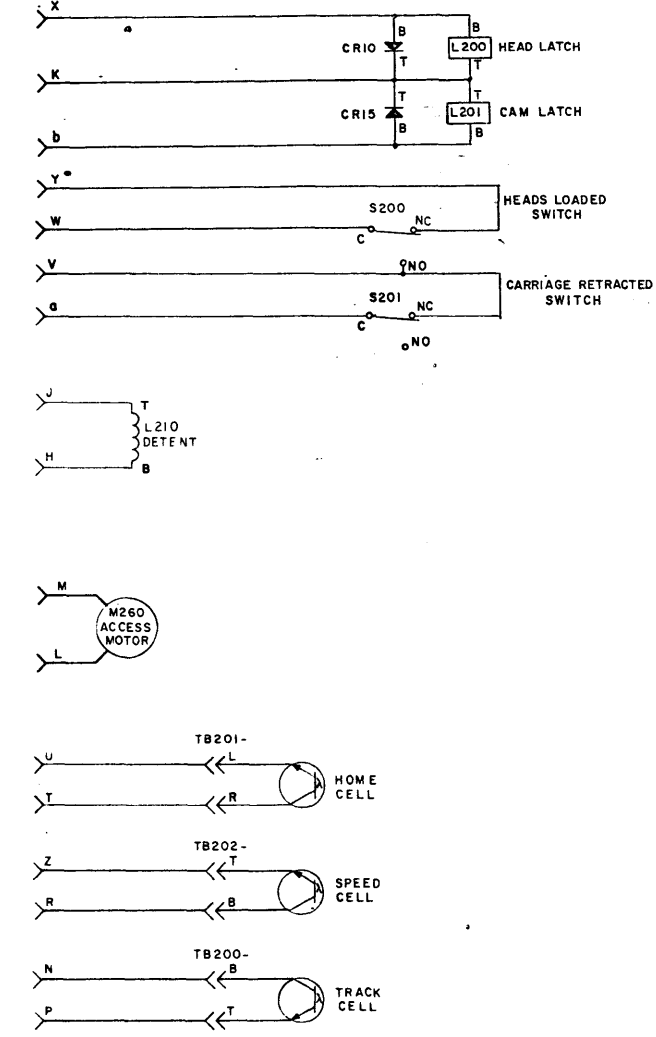 X
B
B
CR10
L200
HEAD LATCH
T
T
K
T
T
CR15
L201
CAM LATCH
B
B
b
Y
HEADS LOADED
SWITCH
S200
NC
W
C
V
NO
CARRIAGE RETRACTED
SWITCH
S201
NC
a
C
NO
J
T
L210
DETENT
H
B
M
M260
ACCESS
MOTOR
L
TB201-
U
L
HOME
CELL
λ
T
R
TB202-
Z
T
SPEED
CELL
λ
R
B
TB200-
N
B
TRACK
CELL
λ
P
T